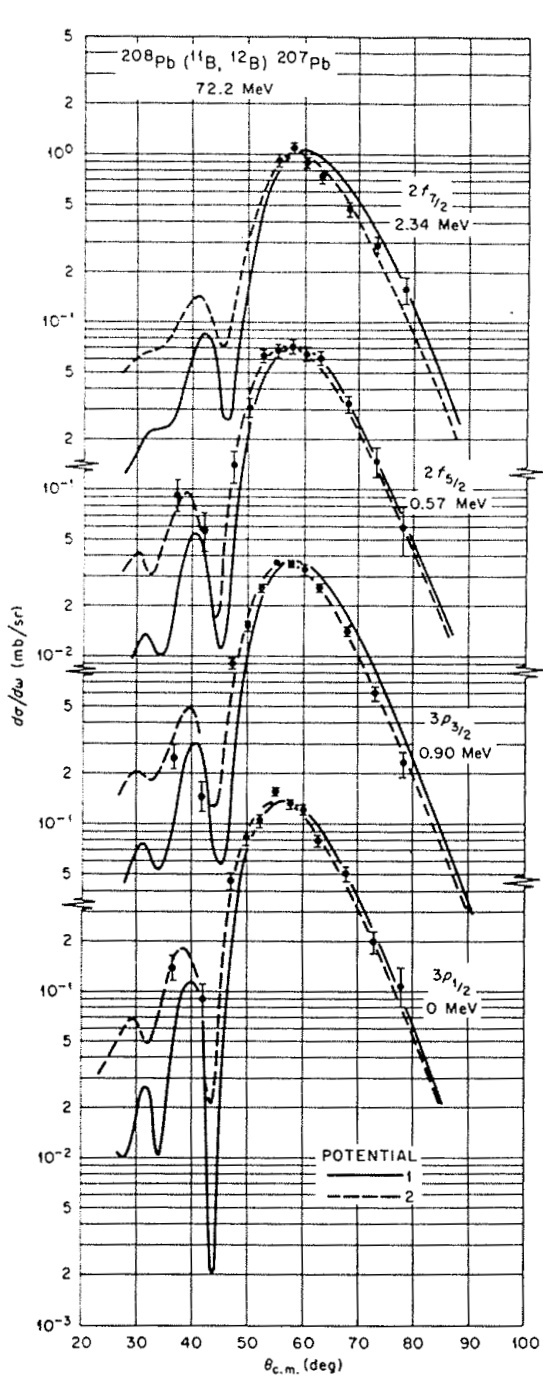 ²⁰⁸Pb (¹¹B, ¹²B) ²⁰⁷Pb
72.2 MeV
5
2
10⁰
5
2
10⁻¹
5
2
10⁻¹
5
2
10⁻²
5
2
10⁻¹
5
2
10⁻¹
5
2
10⁻²
5
2
10⁻³
2f₇/₂
2.34 MeV
2f₅/₂
0.57 MeV
3p₃/₂
0.90 MeV
3p₁/₂
0 MeV
POTENTIAL
1
2
dσ/dω (mb/sr)
20 30 40 50 60 70 80 90 100
θc.m. (deg)